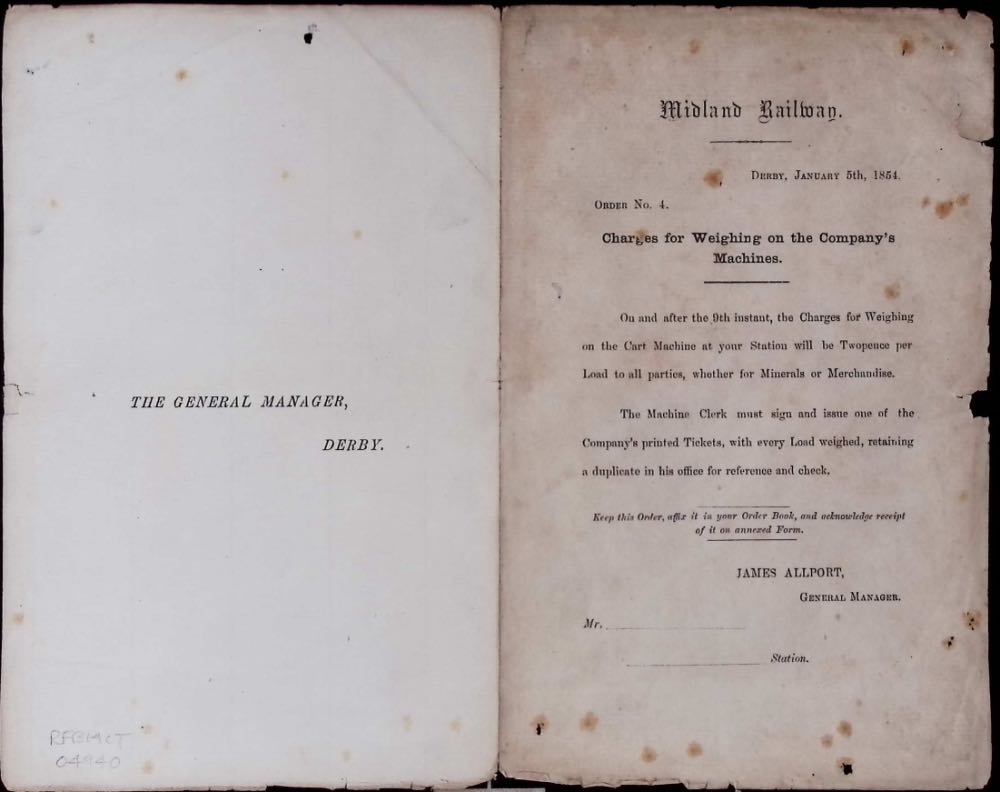 THE GENERAL MANAGER,
DERBY.
04940
Midland Railway.
DERBY, JANUARY 5th, 1854.
ORDER No. 4.
Charges for Weighing on the Company's
Machines.
On and after the 9th instant, the Charges for Weighing
on the Cart Machine at your Station will be Twopence per
Load to all parties, whether for Minerals or Merchandise.
The Machine Clerk must sign and issue one of the
Company's printed Tickets, with every Load weighed, retaining
a duplicate in his office for reference and check.
Keep this Order, affix it in your Order Book, and acknowledge receipt
of it on annexed Form.
JAMES ALLPORT,
GENERAL MANAGER.
Mr.
Station.